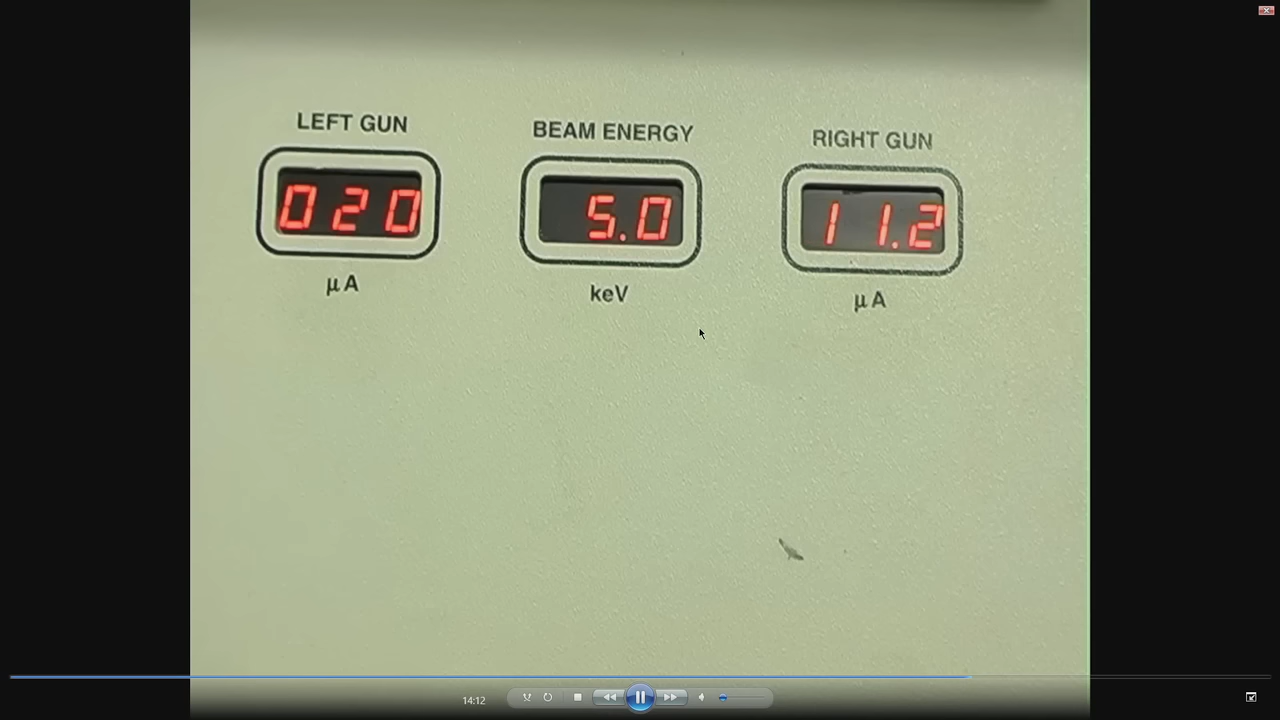 LEFT GUN
BEAM ENERGY
RIGHT GUN
020
5.0
11.2
µA
keV
µA
14:12